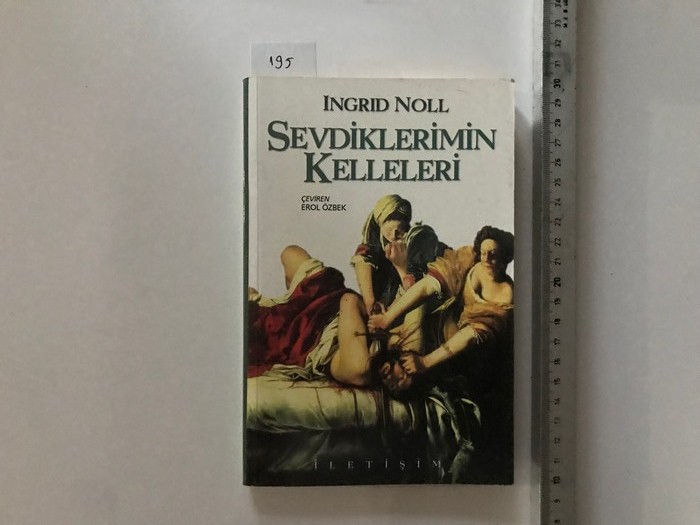 195
INGRID NOLL
SEVDİKLERİMİN
KELLELERİ
ÇEVİREN
EROL ÖZBEK
İLETİŞİM